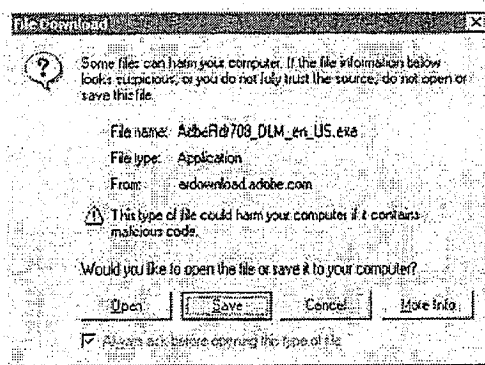 File Download
Some files can harm your computer. If the file information below
looks suspicious, or you do not fully trust the source, do not open or
save this file.
File name: AdbeRdr708_DLM_en_US.exe
File type: Application
From: ardownload.adobe.com
This type of file could harm your computer if it contains
malicious code.
Would you like to open the file or save it to your computer?
Open Save Cancel More Info
Always ask before opening this type of file